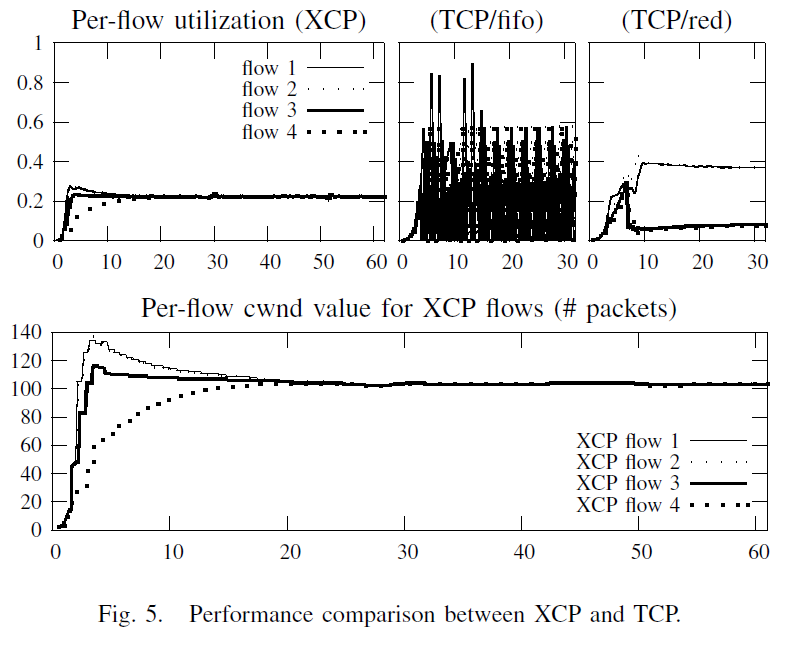 Per-flow utilization (XCP)
(TCP/fifo)
(TCP/red)
1
0.8
0.6
0.4
0.2
0
flow 1
flow 2
flow 3
flow 4
0 10 20 30 40 50 60
0 10 20 30
0 10 20 30
Per-flow cwnd value for XCP flows (# packets)
140
120
100
80
60
40
20
0
XCP flow 1
XCP flow 2
XCP flow 3
XCP flow 4
0 10 20 30 40 50 60
Fig. 5. Performance comparison between XCP and TCP.